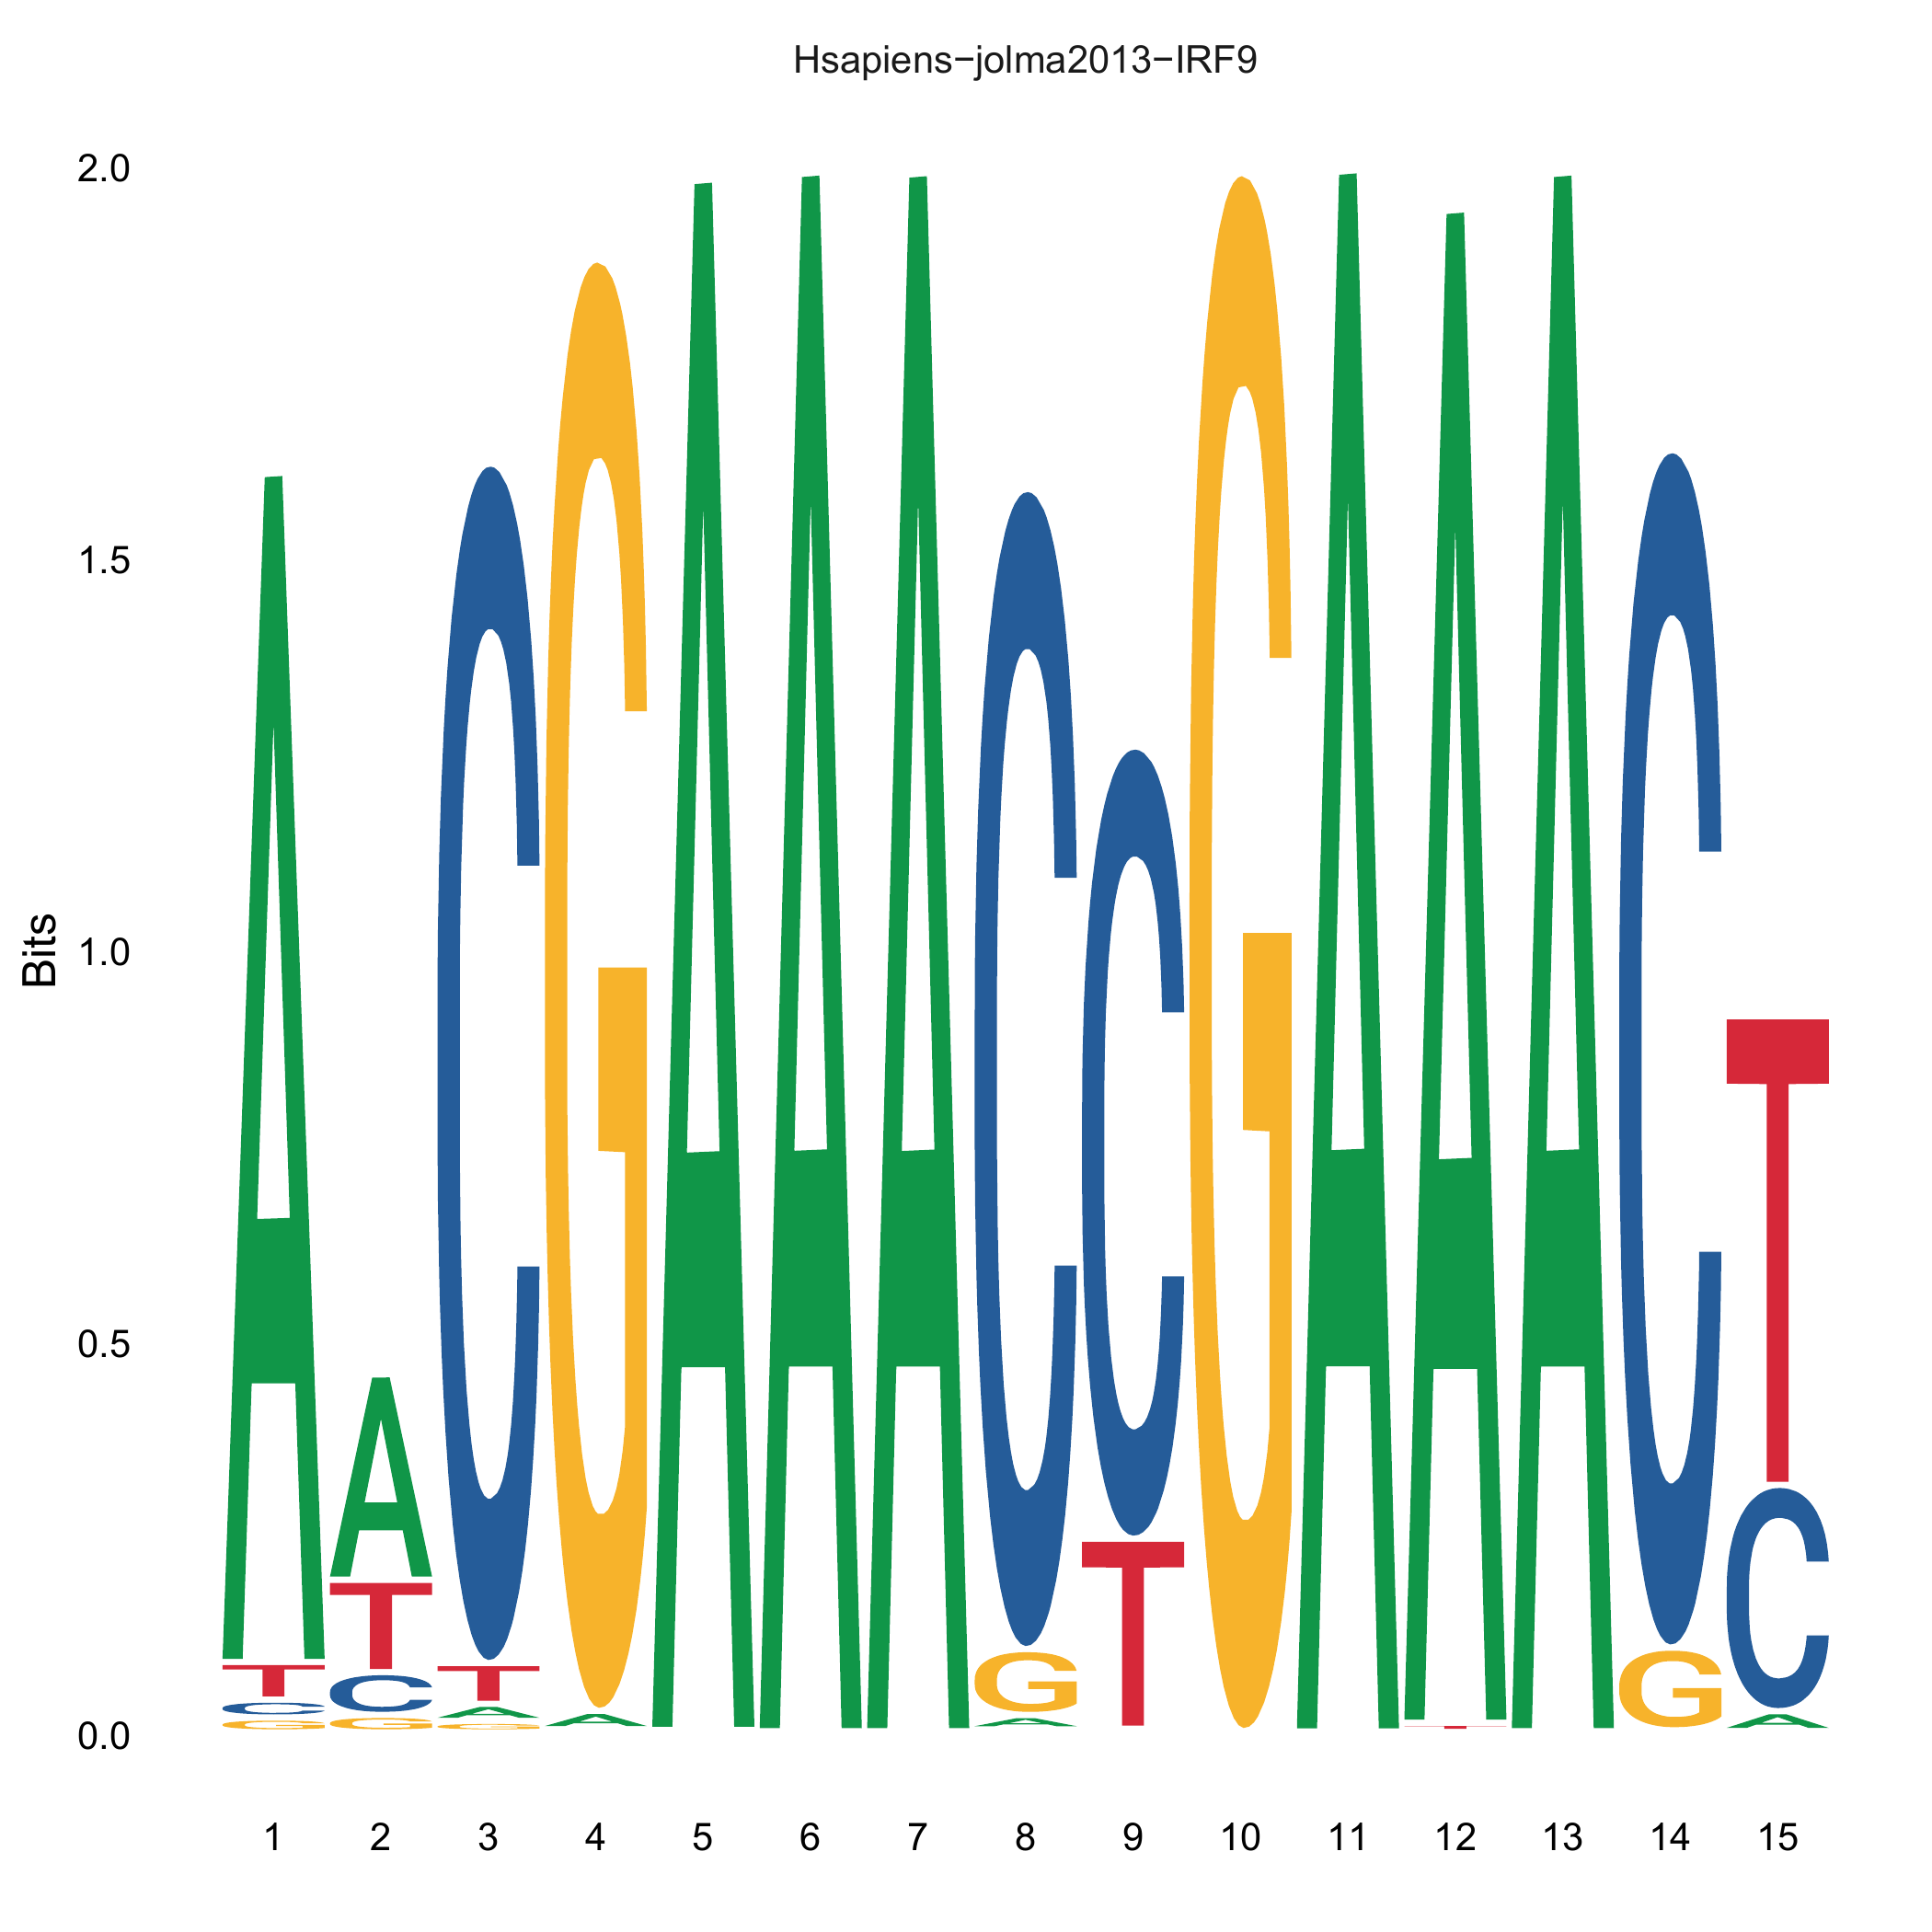 Hsapiens−jolma2013−IRF9
2.0
1.5
1.0
0.5
0.0
Bits
A A C G A A A C C G A A A C T
T T T A G T T G C
C C A A A
G G G
1 2 3 4 5 6 7 8 9 10 11 12 13 14 15